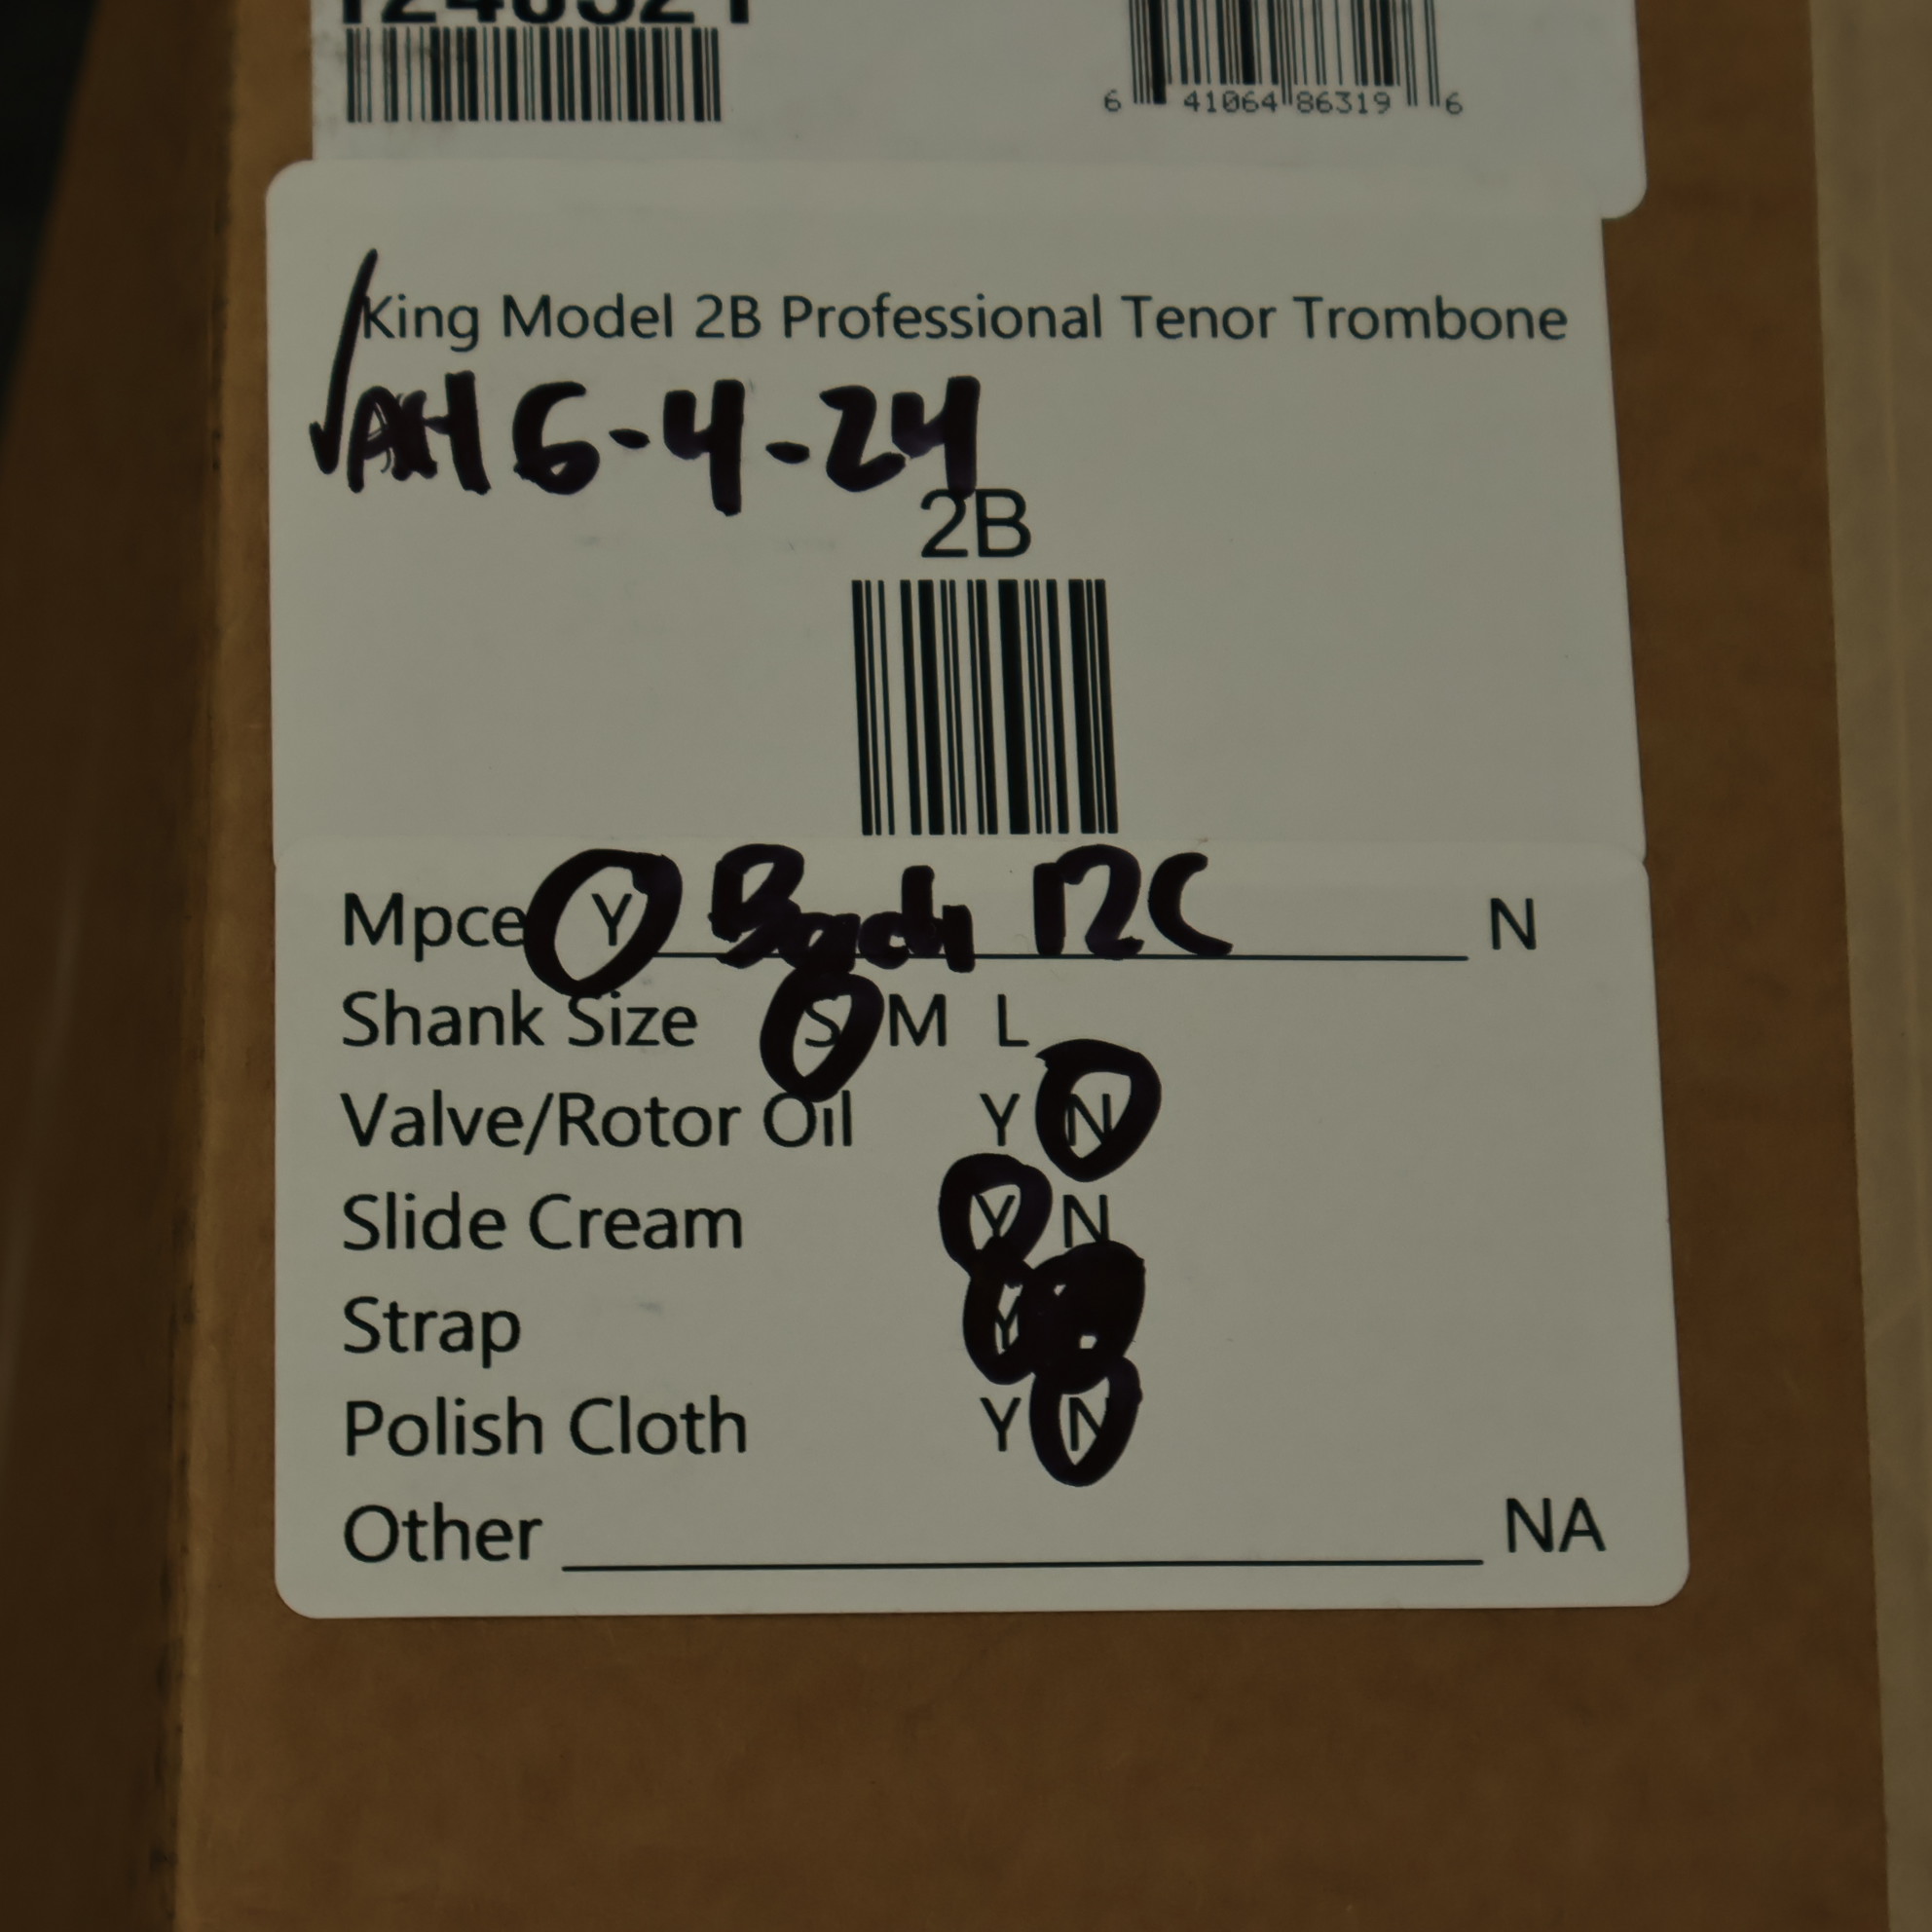 6 41064 86319 6
King Model 2B Professional Tenor Trombone
6-4-24
2B
Mpce Y Bach 12C N
Shank Size S M L
Valve/Rotor Oil Y N
Slide Cream Y N
Strap Y
Polish Cloth Y N
Other NA